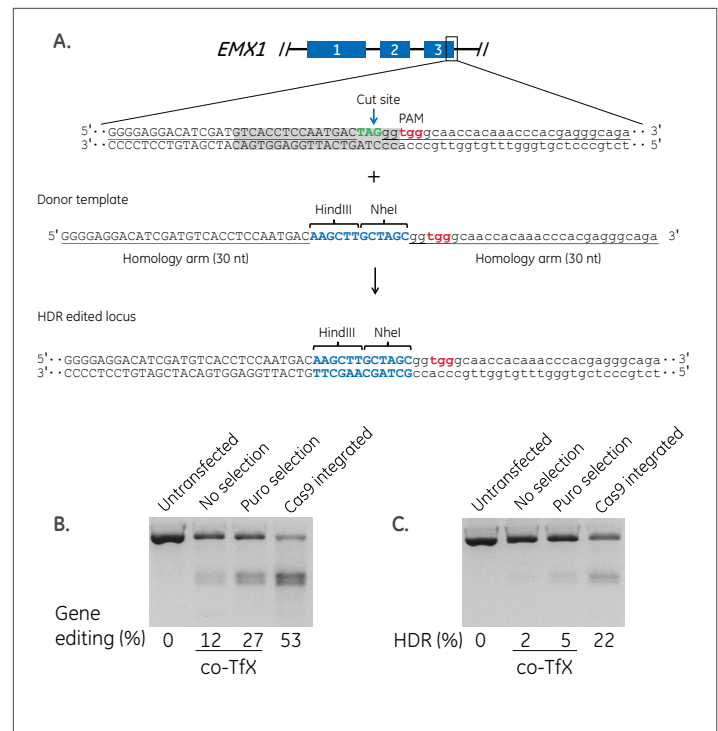 A.
EMX1
1 2 3
Cut site
PAM
5'··GGGGAGGACATCGATGTCACCTCCAATGACTAGggtgggcaaccacaaacccacgagggcaga··3'
3'··CCCCTCCTGTAGCTACAGTGGAGGTTACTGATCccacccgttggtgtttgggtgctcccgtct··5'
+
Donor template
HindIII NheI
5'GGGGAGGACATCGATGTCACCTCCAATGACAAGCTTGCTAGCggtgggcaaccacaaacccacgagggcaga 3'
Homology arm (30 nt) Homology arm (30 nt)
HDR edited locus
HindIII NheI
5'··GGGGAGGACATCGATGTCACCTCCAATGACAAGCTTGCTAGCggtgggcaaccacaaacccacgagggcaga··3'
3'··CCCCTCCTGTAGCTACAGTGGAGGTTACTGTTCGAACGATCGccacccgttggtgtttgggtgctcccgtct··5'
B.
Untransfected
No selection
Puro selection
Cas9 integrated
Gene
editing (%) 0 12 27 53
co-TfX
C.
Untransfected
No selection
Puro selection
Cas9 integrated
HDR (%) 0 2 5 22
co-TfX